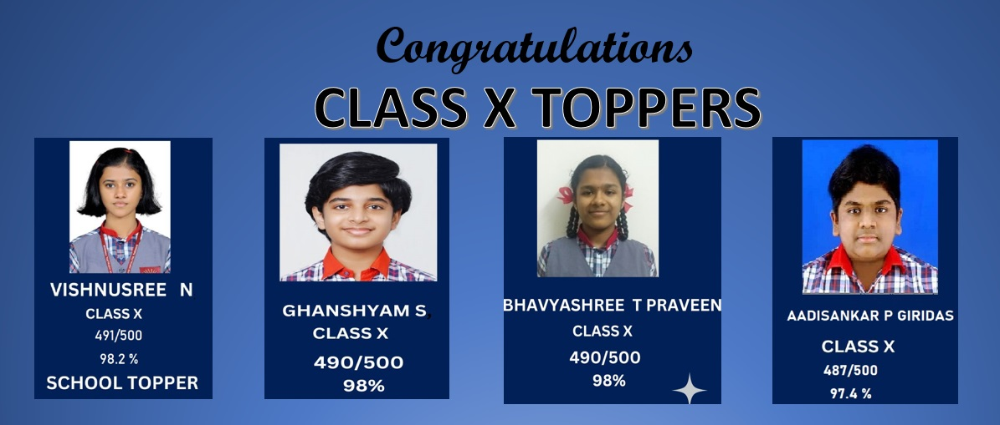 Congratulations
CLASS X TOPPERS
VISHNUSREE N
CLASS X
491/500
98.2 %
SCHOOL TOPPER
GHANSHYAM S,
CLASS X
490/500
98%
BHAVYASHREE T PRAVEEN
CLASS X
490/500
98%
AADISANKAR P GIRIDAS
CLASS X
487/500
97.4 %